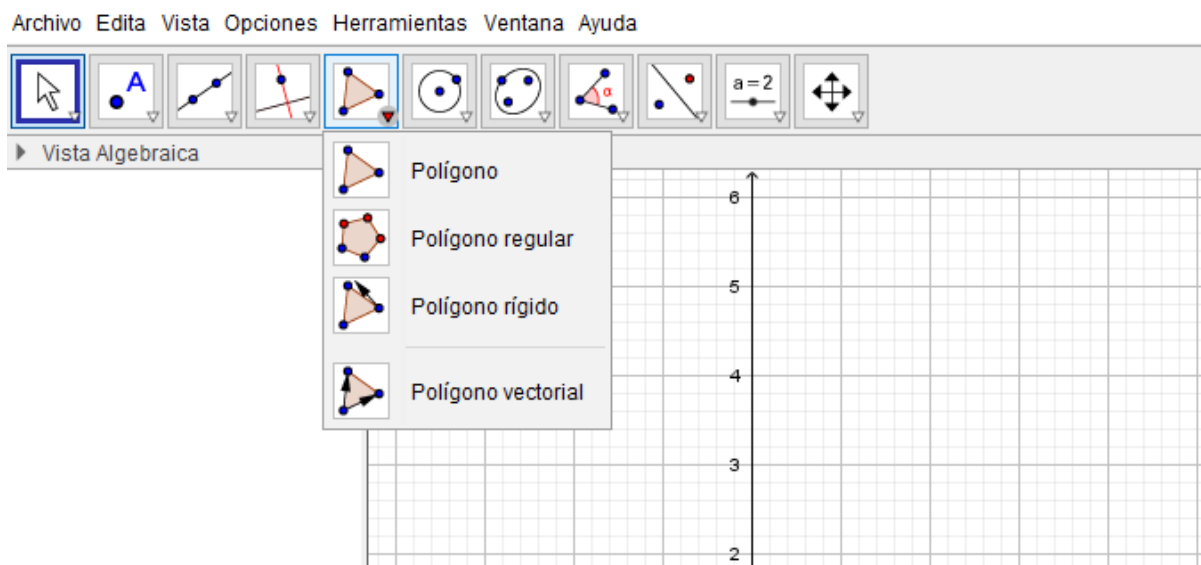 Archivo Edita Vista Opciones Herramientas Ventana Ayuda
A
α
a=2
Vista Algebraica
Polígono
Polígono regular
Polígono rígido
Polígono vectorial
6
5
4
3
2